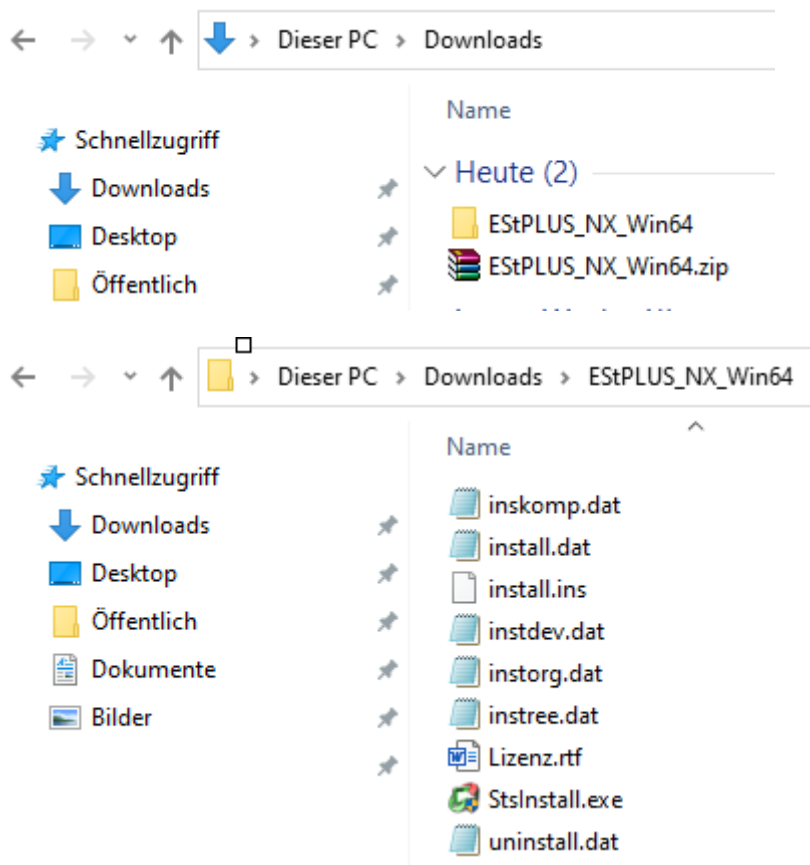 Dieser PC > Downloads
Name
Schnellzugriff
Heute (2)
Downloads
EStPLUS_NX_Win64
Desktop
EStPLUS_NX_Win64.zip
Öffentlich
Dieser PC > Downloads > EStPLUS_NX_Win64
Name
Schnellzugriff
inskomp.dat
Downloads
install.dat
Desktop
install.ins
Öffentlich
instdev.dat
Dokumente
instorg.dat
Bilder
instree.dat
Lizenz.rtf
StsInstall.exe
uninstall.dat